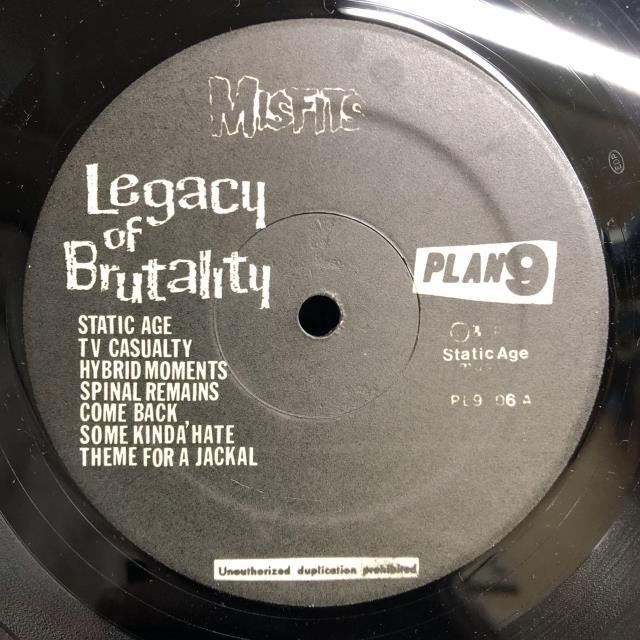 MISFITS
Legacy
of
Brutality
PLAN 9
STATIC AGE
TV CASUALTY
HYBRID MOMENTS
SPINAL REMAINS
COME BACK
SOME KINDA' HATE
THEME FOR A JACKAL
Static Age
PL9 06 A
Unauthorized duplication prohibited